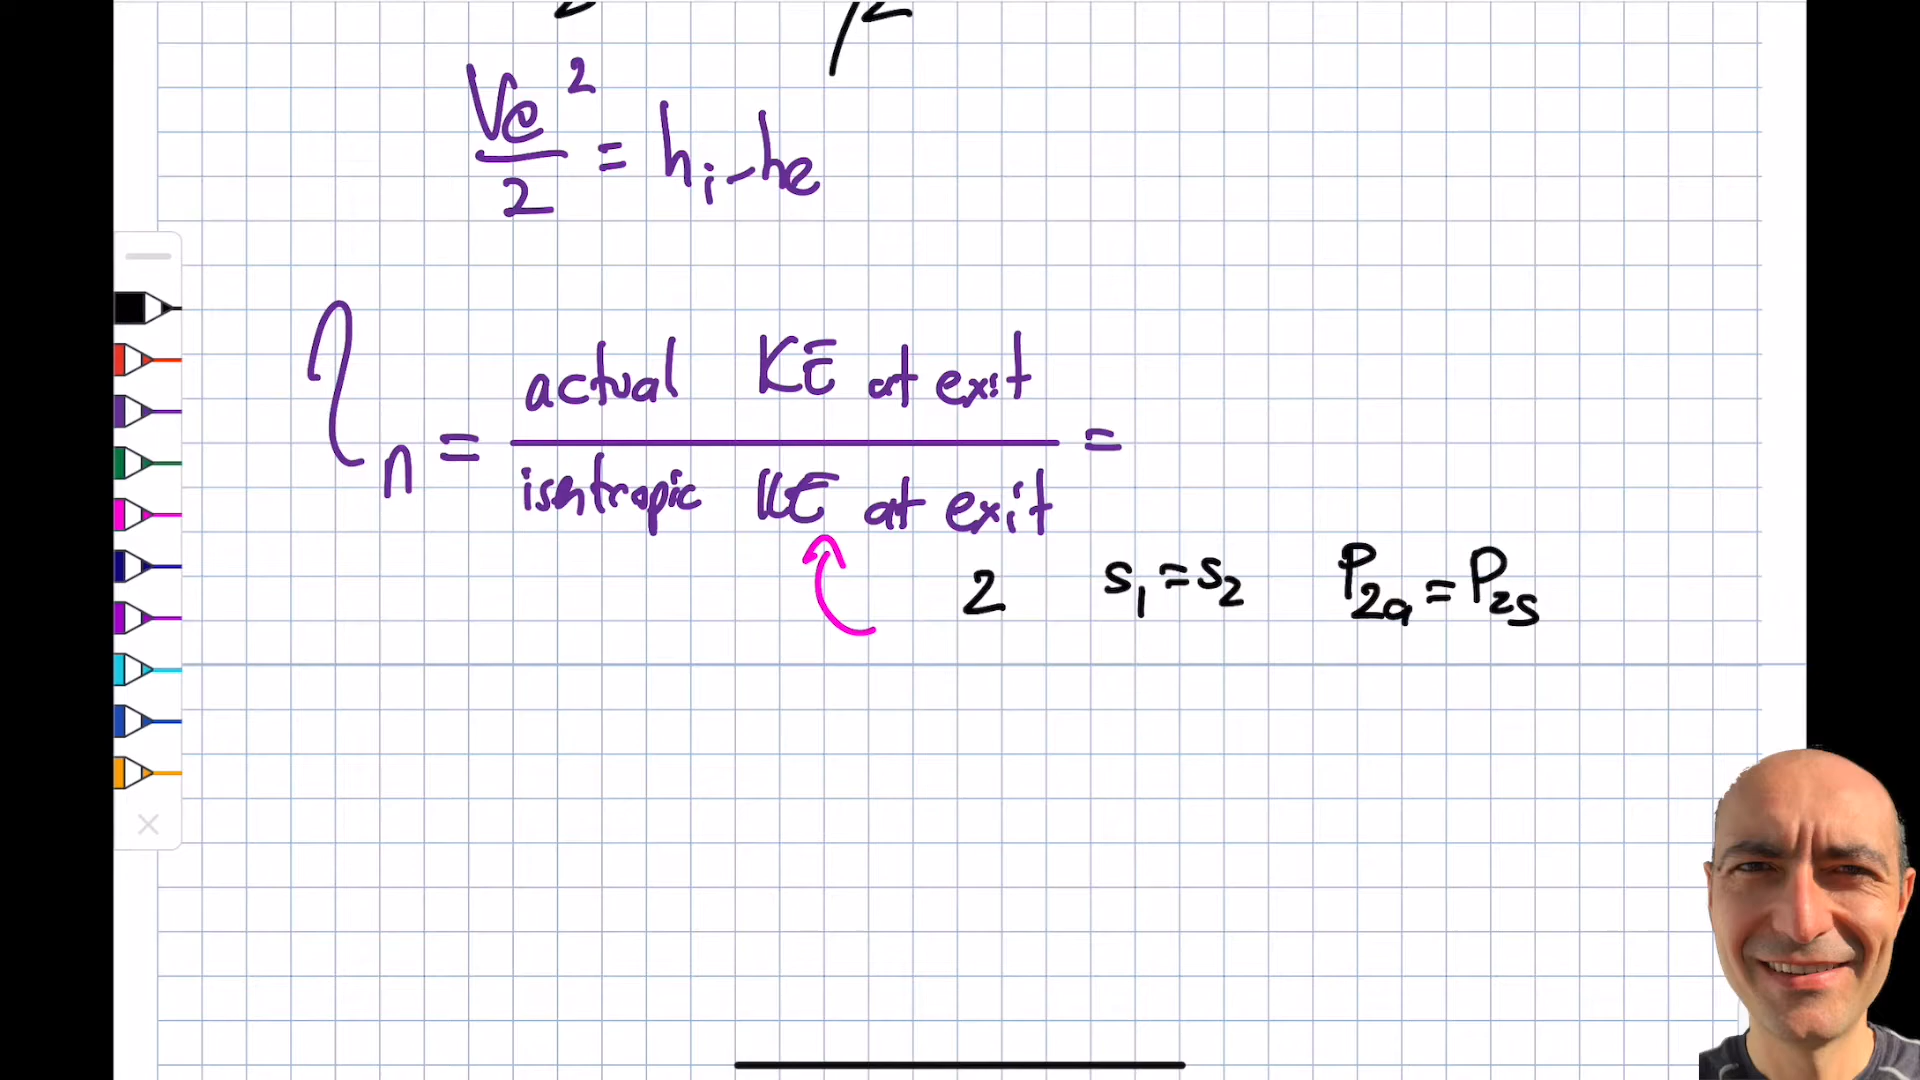 Ve² / 2 = hi - he
ηn = actual KE at exit / isentropic KE at exit =
2 s₁ = s₂ P₂a = P₂s